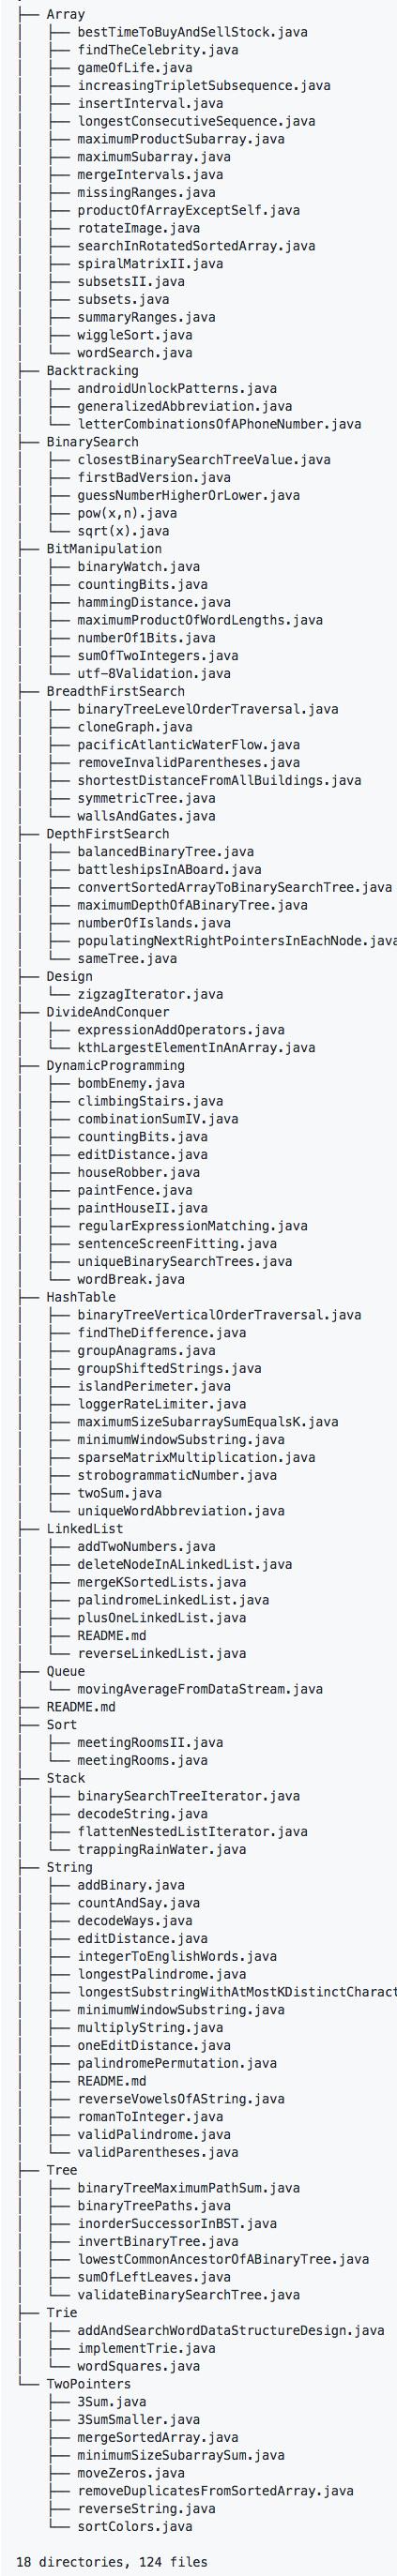 ├── Array
│   ├── bestTimeToBuyAndSellStock.java
│   ├── findTheCelebrity.java
│   ├── gameOfLife.java
│   ├── increasingTripletSubsequence.java
│   ├── insertInterval.java
│   ├── longestConsecutiveSequence.java
│   ├── maximumProductSubarray.java
│   ├── maximumSubarray.java
│   ├── mergeIntervals.java
│   ├── missingRanges.java
│   ├── productOfArrayExceptSelf.java
│   ├── rotateImage.java
│   ├── searchInRotatedSortedArray.java
│   ├── spiralMatrixII.java
│   ├── subsetsII.java
│   ├── subsets.java
│   ├── summaryRanges.java
│   ├── wiggleSort.java
│   └── wordSearch.java
├── Backtracking
│   ├── androidUnlockPatterns.java
│   ├── generalizedAbbreviation.java
│   └── letterCombinationsOfAPhoneNumber.java
├── BinarySearch
│   ├── closestBinarySearchTreeValue.java
│   ├── firstBadVersion.java
│   ├── guessNumberHigherOrLower.java
│   ├── pow(x,n).java
│   └── sqrt(x).java
├── BitManipulation
│   ├── binaryWatch.java
│   ├── countingBits.java
│   ├── hammingDistance.java
│   ├── maximumProductOfWordLengths.java
│   ├── numberOf1Bits.java
│   ├── sumOfTwoIntegers.java
│   └── utf-8Validation.java
├── BreadthFirstSearch
│   ├── binaryTreeLevelOrderTraversal.java
│   ├── cloneGraph.java
│   ├── pacificAtlanticWaterFlow.java
│   ├── removeInvalidParentheses.java
│   ├── shortestDistanceFromAllBuildings.java
│   ├── symmetricTree.java
│   └── wallsAndGates.java
├── DepthFirstSearch
│   ├── balancedBinaryTree.java
│   ├── battleshipsInABoard.java
│   ├── convertSortedArrayToBinarySearchTree.java
│   ├── maximumDepthOfABinaryTree.java
│   ├── numberOfIslands.java
│   ├── populatingNextRightPointersInEachNode.java
│   └── sameTree.java
├── Design
│   └── zigzagIterator.java
├── DivideAndConquer
│   ├── expressionAddOperators.java
│   └── kthLargestElementInAnArray.java
├── DynamicProgramming
│   ├── bombEnemy.java
│   ├── climbingStairs.java
│   ├── combinationSumIV.java
│   ├── countingBits.java
│   ├── editDistance.java
│   ├── houseRobber.java
│   ├── paintFence.java
│   ├── paintHouseII.java
│   ├── regularExpressionMatching.java
│   ├── sentenceScreenFitting.java
│   ├── uniqueBinarySearchTrees.java
│   └── wordBreak.java
├── HashTable
│   ├── binaryTreeVerticalOrderTraversal.java
│   ├── findTheDifference.java
│   ├── groupAnagrams.java
│   ├── groupShiftedStrings.java
│   ├── islandPerimeter.java
│   ├── loggerRateLimiter.java
│   ├── maximumSizeSubarraySumEqualsK.java
│   ├── minimumWindowSubstring.java
│   ├── sparseMatrixMultiplication.java
│   ├── strobogrammaticNumber.java
│   ├── twoSum.java
│   └── uniqueWordAbbreviation.java
├── LinkedList
│   ├── addTwoNumbers.java
│   ├── deleteNodeInALinkedList.java
│   ├── mergeKSortedLists.java
│   ├── palindromeLinkedList.java
│   ├── plusOneLinkedList.java
│   ├── README.md
│   └── reverseLinkedList.java
├── Queue
│   └── movingAverageFromDataStream.java
├── README.md
├── Sort
│   ├── meetingRoomsII.java
│   └── meetingRooms.java
├── Stack
│   ├── binarySearchTreeIterator.java
│   ├── decodeString.java
│   ├── flattenNestedListIterator.java
│   └── trappingRainWater.java
├── String
│   ├── addBinary.java
│   ├── countAndSay.java
│   ├── decodeWays.java
│   ├── editDistance.java
│   ├── integerToEnglishWords.java
│   ├── longestPalindrome.java
│   ├── longestSubstringWithAtMostKDistinctCharact
│   ├── minimumWindowSubstring.java
│   ├── multiplyString.java
│   ├── oneEditDistance.java
│   ├── palindromePermutation.java
│   ├── README.md
│   ├── reverseVowelsOfAString.java
│   ├── romanToInteger.java
│   ├── validPalindrome.java
│   └── validParentheses.java
├── Tree
│   ├── binaryTreeMaximumPathSum.java
│   ├── binaryTreePaths.java
│   ├── inorderSuccessorInBST.java
│   ├── invertBinaryTree.java
│   ├── lowestCommonAncestorOfABinaryTree.java
│   ├── sumOfLeftLeaves.java
│   └── validateBinarySearchTree.java
├── Trie
│   ├── addAndSearchWordDataStructureDesign.java
│   ├── implementTrie.java
│   └── wordSquares.java
└── TwoPointers
    ├── 3Sum.java
    ├── 3SumSmaller.java
    ├── mergeSortedArray.java
    ├── minimumSizeSubarraySum.java
    ├── moveZeros.java
    ├── removeDuplicatesFromSortedArray.java
    ├── reverseString.java
    └── sortColors.java
18 directories, 124 files